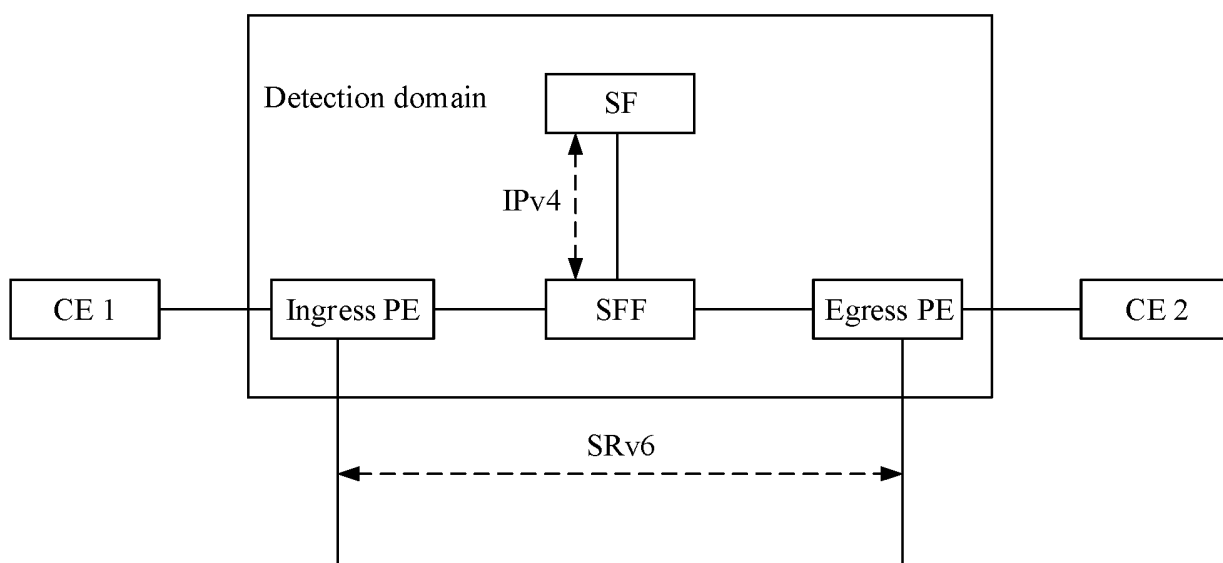 Detection domain
SF
IPv4
CE 1
Ingress PE
SFF
Egress PE
CE 2
SRv6